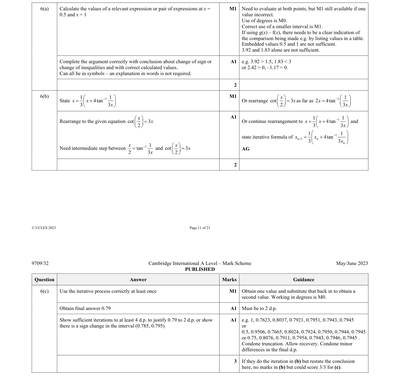 6(a) Calculate the values of a relevant expression or pair of expressions at x = M1 Need to evaluate at both points, but M1 still available if one
0.5 and x = 1 value incorrect.
Use of degrees is M0.
Correct use of a smaller interval is M1.
If using g(x) – f(x), there needs to be a clear indication of
the comparison being made e.g. by listing values in a table.
Embedded values 0.5 and 1 are not sufficient.
3.92 and 1.83 alone are not sufficient.
Complete the argument correctly with conclusion about change of sign or A1 e.g. 3.92 > 1.5, 1.83 < 3
change of inequalities and with correct calculated values. or 2.42 > 0, –1.17 < 0.
Can all be in symbols – an explanation in words is not required.
2
6(b) State x = 1/3 (x + 4 tan⁻¹ 1/3x) M1 Or rearrange cot(x/2) = 3x as far as 2x = 4 tan⁻¹(1/3x)
Rearrange to the given equation cot(x/2) = 3x A1 Or continue rearrangement to x = 1/3 (x + 4 tan⁻¹ 1/3x) and
Need intermediate step between x/2 = tan⁻¹ 1/3x and cot(x/2) = 3x state iterative formula of xₙ₊₁ = 1/3 (xₙ + 4 tan⁻¹ 1/3xₙ)
AG
2
© UCLES 2023 Page 11 of 21
9709/32 Cambridge International A Level – Mark Scheme May/June 2023
PUBLISHED
Question Answer Marks Guidance
6(c) Use the iterative process correctly at least once M1 Obtain one value and substitute that back in to obtain a
second value. Working in degrees is M0.
Obtain final answer 0.79 A1 Must be to 2 d.p.
Show sufficient iterations to at least 4 d.p. to justify 0.79 to 2 d.p. or show A1 e.g. 1, 0.7623, 0.8037, 0.7921, 0.7951, 0.7943, 0.7945
there is a sign change in the interval (0.785, 0.795) or
0.5, 0.9506, 0.7665, 0.8024, 0.7924, 0.7950, 0.7944, 0.7945
or 0.75, 0.8076, 0.7911, 0.7954, 0.7943, 0.7946, 0.7945 .
Condone truncation. Allow recovery. Condone minor
differences in the final d.p.
3 If they do the iteration in (b) but restate the conclusion
here, no marks in (b) but could score 3/3 for (c).